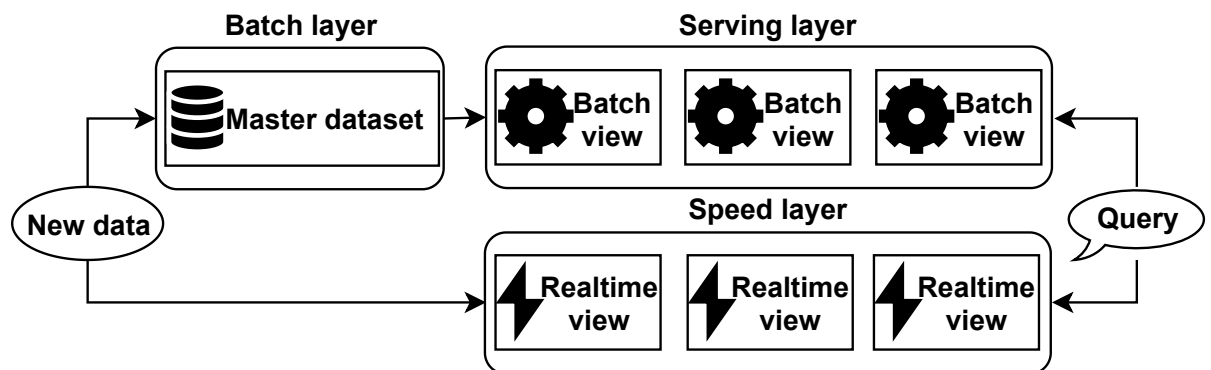 Batch layer
Serving layer
Master dataset
Batch
view
Batch
view
Batch
view
New data
Speed layer
Query
Realtime
view
Realtime
view
Realtime
view